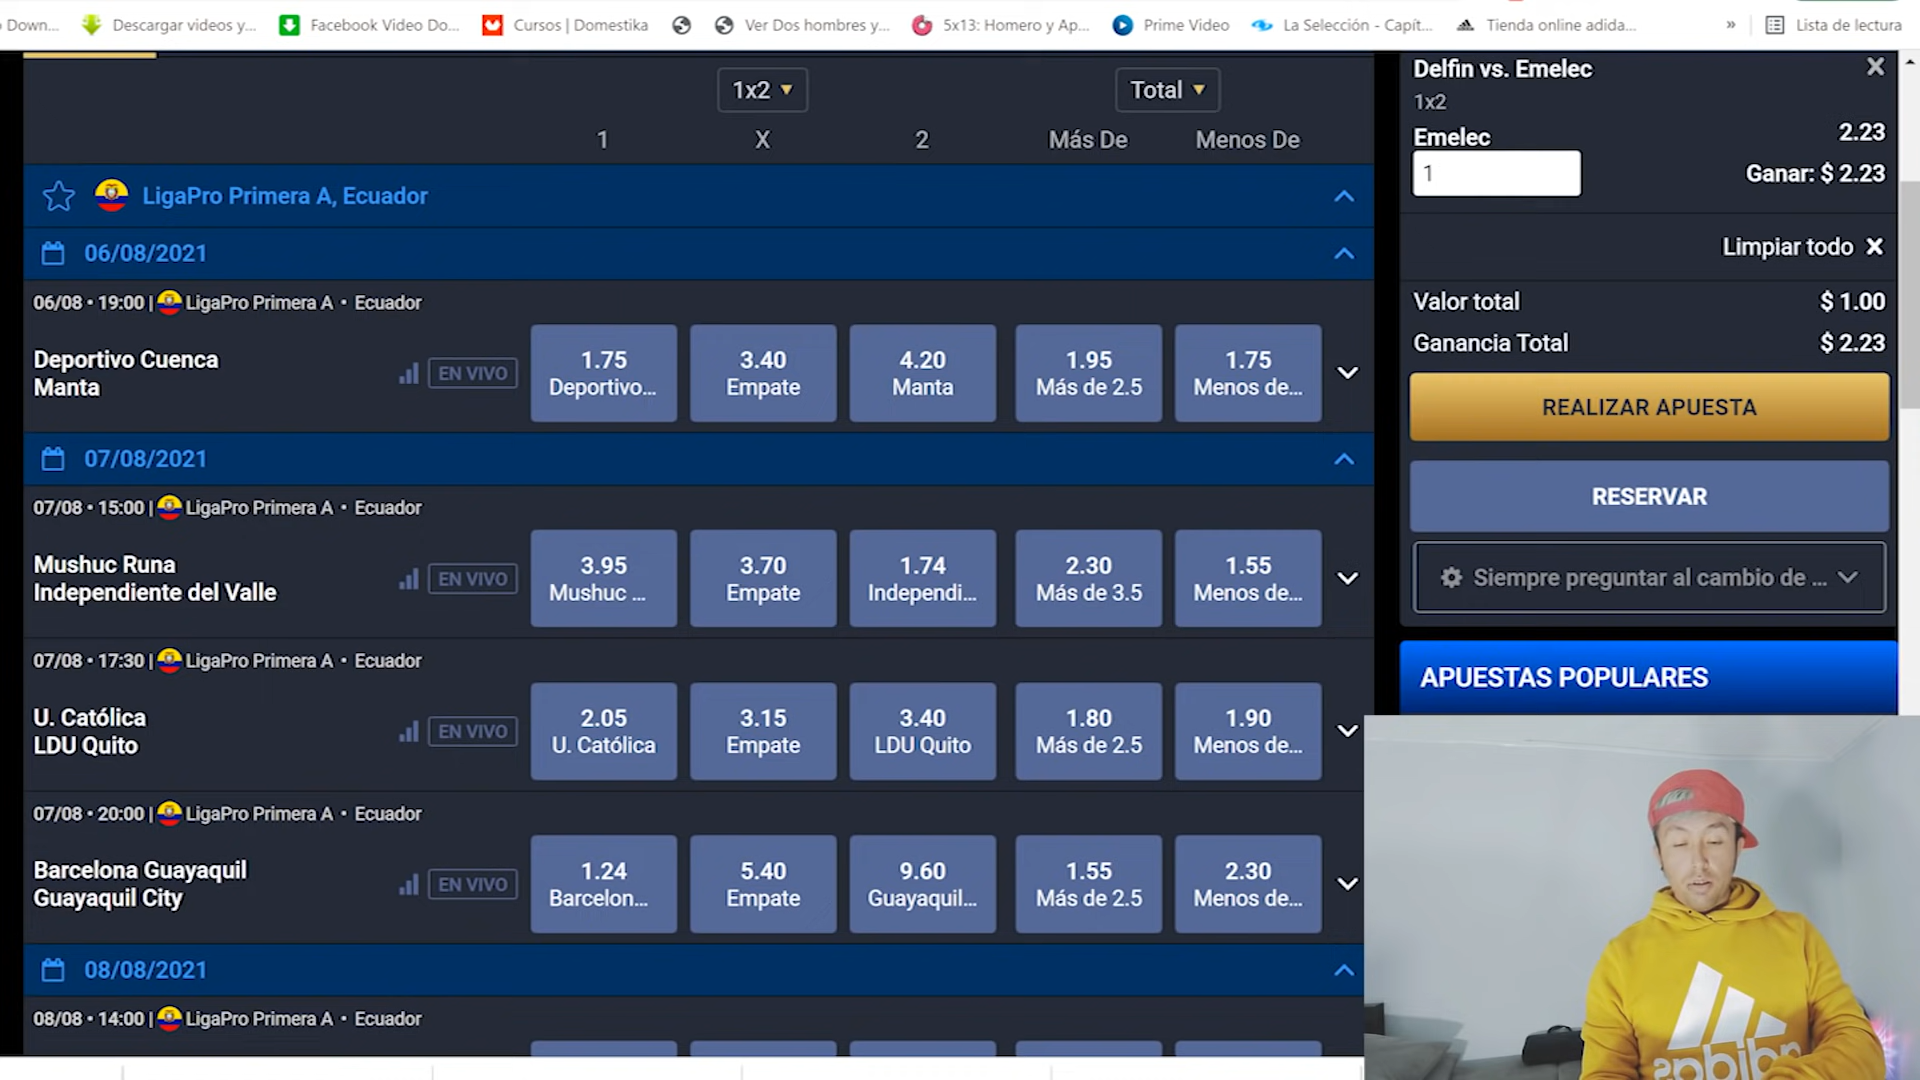 Down...
Descargar videos y...
Facebook Video Do...
Cursos | Domestika
Ver Dos hombres y...
5x13: Homero y Ap...
Prime Video
La Selección - Capít...
Tienda online adida...
»
Lista de lectura
1x2
Total
1
X
2
Más De
Menos De
LigaPro Primera A, Ecuador
06/08/2021
06/08 • 19:00 | LigaPro Primera A • Ecuador
Deportivo Cuenca
Manta
EN VIVO
1.75
Deportivo...
3.40
Empate
4.20
Manta
1.95
Más de 2.5
1.75
Menos de...
07/08/2021
07/08 • 15:00 | LigaPro Primera A • Ecuador
Mushuc Runa
Independiente del Valle
EN VIVO
3.95
Mushuc ...
3.70
Empate
1.74
Independi...
2.30
Más de 3.5
1.55
Menos de...
07/08 • 17:30 | LigaPro Primera A • Ecuador
U. Católica
LDU Quito
EN VIVO
2.05
U. Católica
3.15
Empate
3.40
LDU Quito
1.80
Más de 2.5
1.90
Menos de...
07/08 • 20:00 | LigaPro Primera A • Ecuador
Barcelona Guayaquil
Guayaquil City
EN VIVO
1.24
Barcelon...
5.40
Empate
9.60
Guayaquil...
1.55
Más de 2.5
2.30
Menos de...
08/08/2021
08/08 • 14:00 | LigaPro Primera A • Ecuador
Delfin vs. Emelec
1x2
Emelec
2.23
1
Ganar: $ 2.23
Limpiar todo
Valor total
$ 1.00
Ganancia Total
$ 2.23
REALIZAR APUESTA
RESERVAR
Siempre preguntar al cambio de ...
APUESTAS POPULARES
adidas